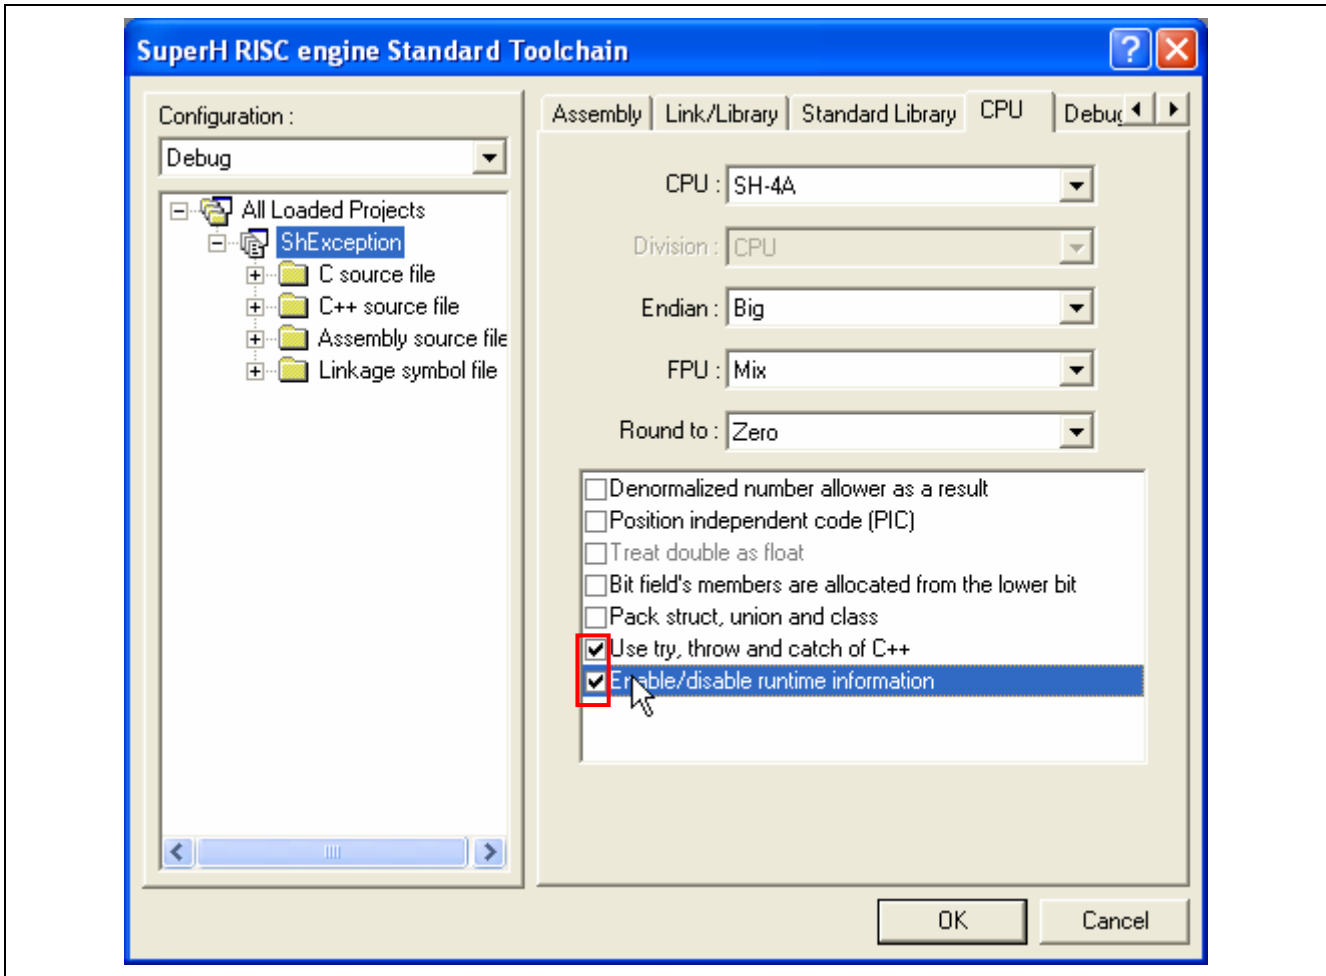 SuperH RISC engine Standard Toolchain
Configuration :
Debug
All Loaded Projects
ShException
C source file
C++ source file
Assembly source file
Linkage symbol file
Assembly Link/Library Standard Library CPU Debug
CPU : SH-4A
Division : CPU
Endian : Big
FPU : Mix
Round to : Zero
Denormalized number allower as a result
Position independent code (PIC)
Treat double as float
Bit field's members are allocated from the lower bit
Pack struct, union and class
Use try, throw and catch of C++
Enable/disable runtime information
OK Cancel